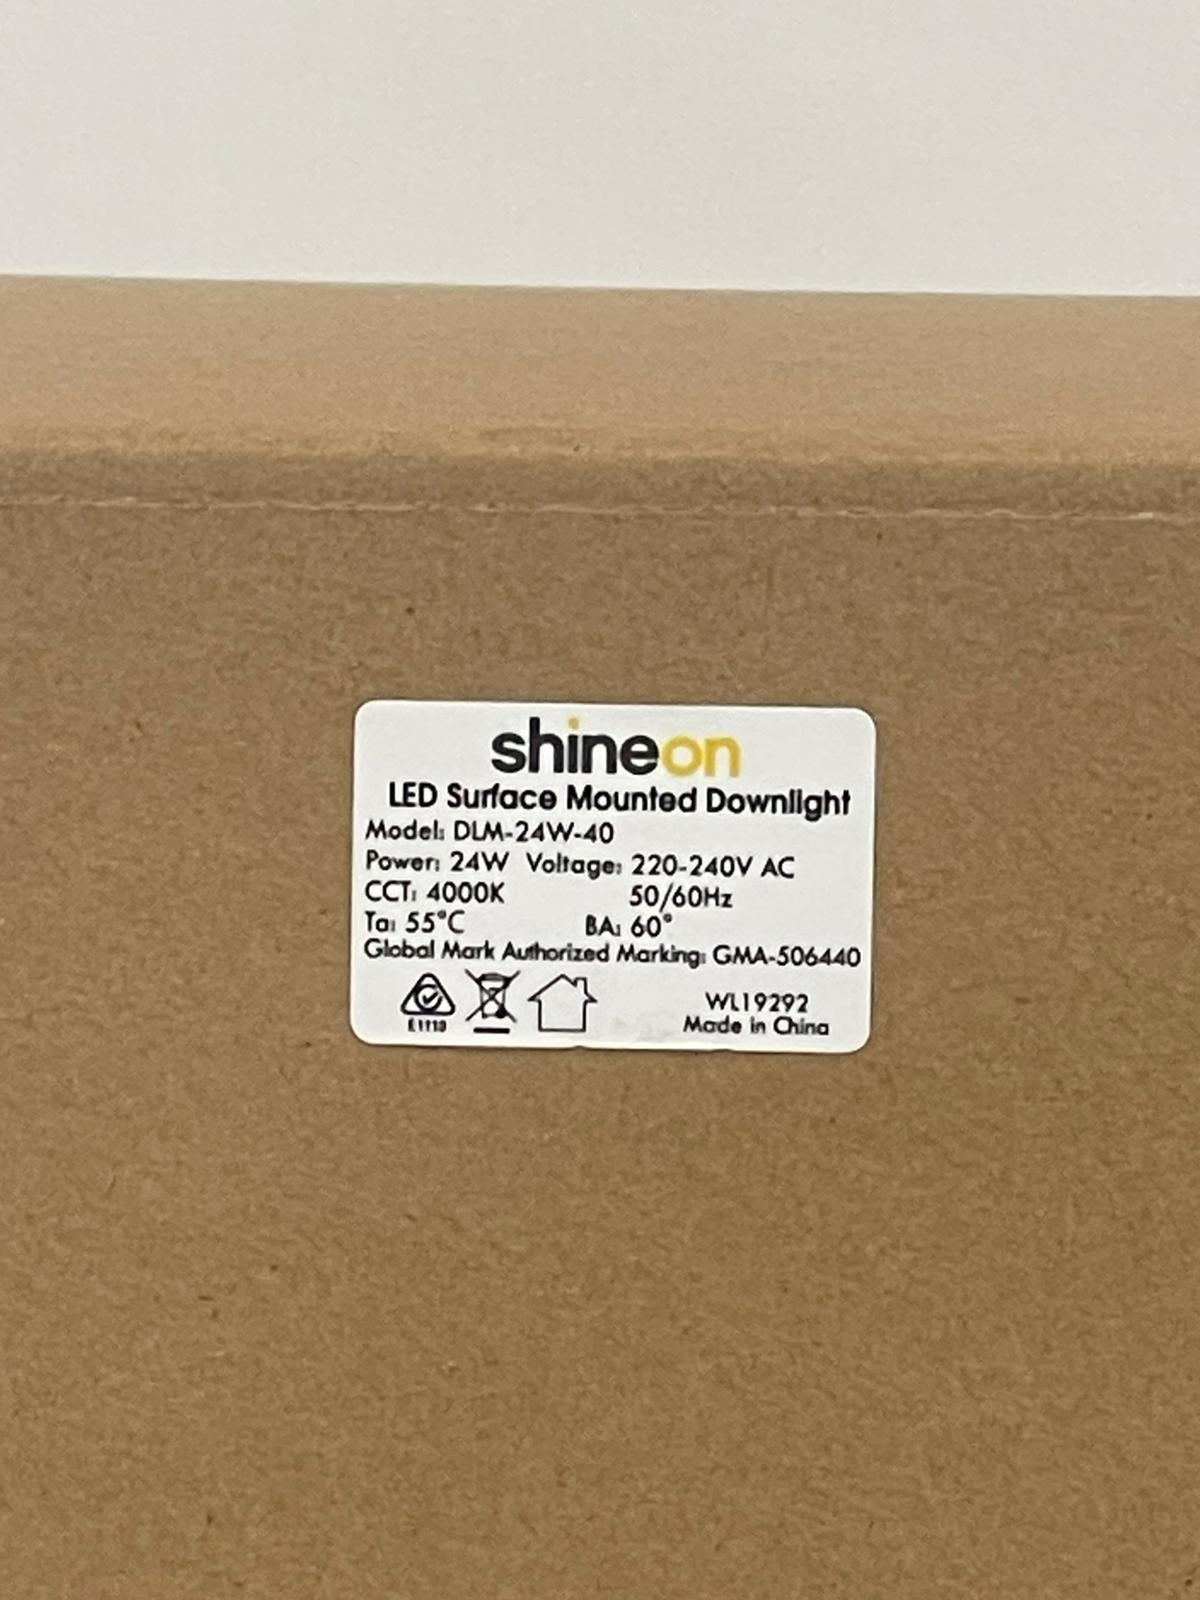 shineon
LED Surface Mounted Downlight
Model: DLM-24W-40
Power: 24W Voltage: 220-240V AC
CCT: 4000K 50/60Hz
Ta: 55°C BA: 60°
Global Mark Authorized Marking: GMA-506440
WL19292
E1110 Made in China